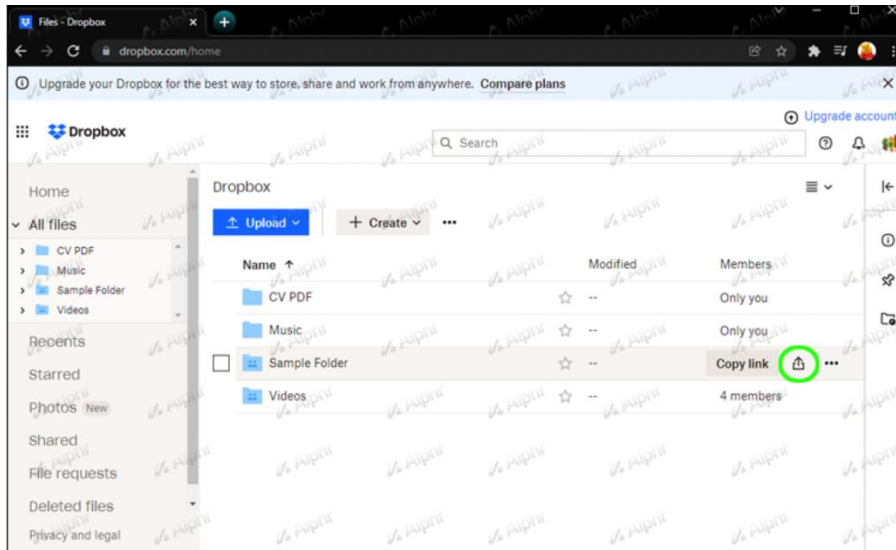 Files - Dropbox
dropbox.com/home
Upgrade your Dropbox for the best way to store, share and work from anywhere. Compare plans
Upgrade account
Dropbox
Search
Home
All files
CV PDF
Music
Sample Folder
Videos
Recents
Starred
Photos New
Shared
File requests
Deleted files
Privacy and legal
Dropbox
Upload
Create
Name Modified Members
CV PDF -- Only you
Music -- Only you
Sample Folder -- Copy link
Videos -- 4 members
Alphr